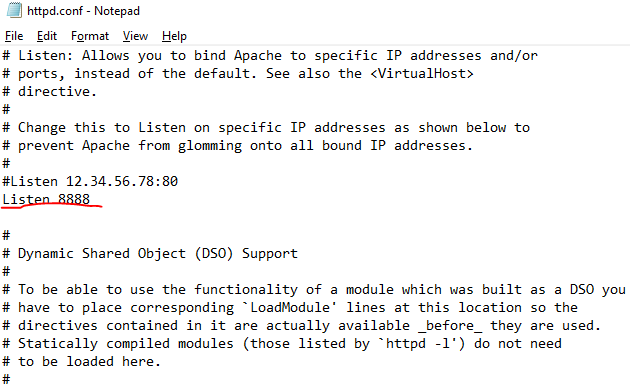 httpd.conf - Notepad
File Edit Format View Help
# Listen: Allows you to bind Apache to specific IP addresses and/or
# ports, instead of the default. See also the <VirtualHost>
# directive.
#
# Change this to Listen on specific IP addresses as shown below to
# prevent Apache from glomming onto all bound IP addresses.
#
#Listen 12.34.56.78:80
Listen 8888
#
# Dynamic Shared Object (DSO) Support
#
# To be able to use the functionality of a module which was built as a DSO you
# have to place corresponding `LoadModule' lines at this location so the
# directives contained in it are actually available _before_ they are used.
# Statically compiled modules (those listed by `httpd -l') do not need
# to be loaded here.
#